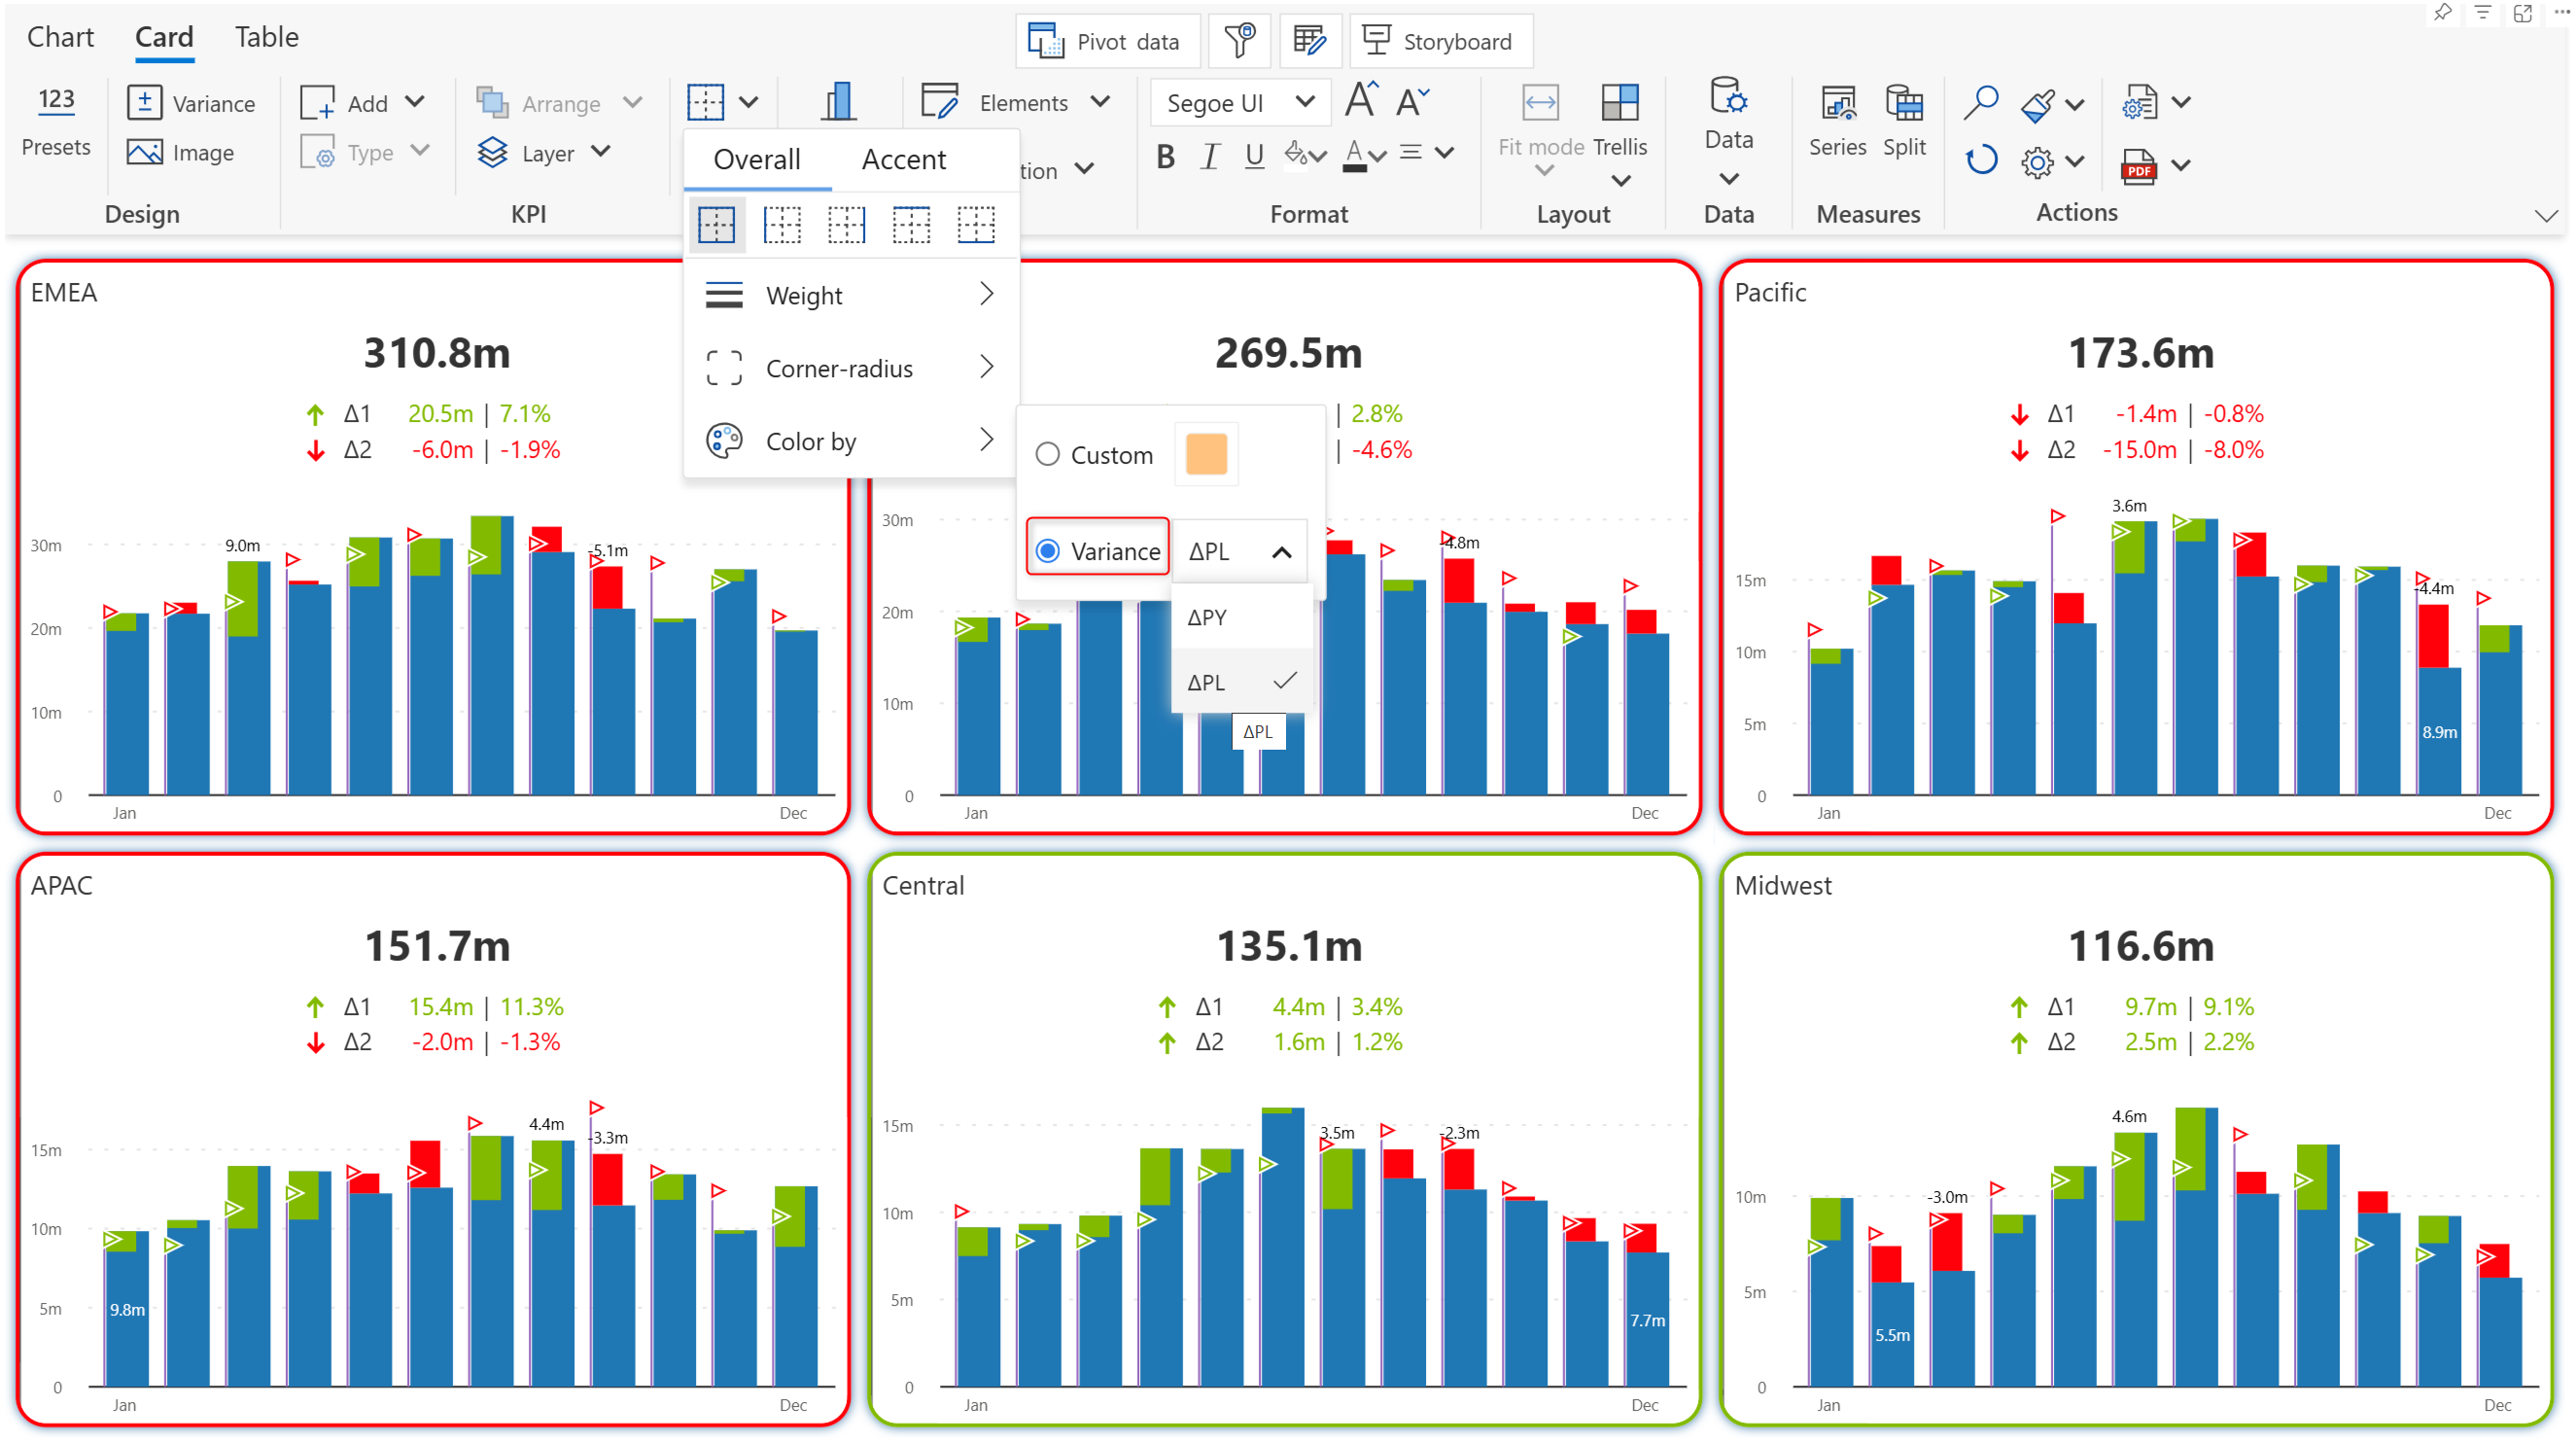 Chart Card Table
Pivot data Storyboard
123
Presets
Variance
Image
Design
Add
Type
Arrange
Layer
KPI
Elements
tion
Segoe UI
A A
B I U A
Format
Fit mode Trellis
Layout
Data
Data
Series Split
Measures
PDF
Actions
Overall Accent
Weight
Corner-radius
Color by
Custom
Variance ΔPL
ΔPY
ΔPL
ΔPL
EMEA
310.8m
Δ1 20.5m | 7.1%
Δ2 -6.0m | -1.9%
9.0m
-5.1m
30m
20m
10m
0
Jan Dec
269.5m
| 2.8%
| -4.6%
-4.8m
30m
20m
10m
0
Jan Dec
Pacific
173.6m
Δ1 -1.4m | -0.8%
Δ2 -15.0m | -8.0%
3.6m
-4.4m
8.9m
15m
10m
5m
0
Jan Dec
APAC
151.7m
Δ1 15.4m | 11.3%
Δ2 -2.0m | -1.3%
4.4m
-3.3m
9.8m
15m
10m
5m
0
Jan Dec
Central
135.1m
Δ1 4.4m | 3.4%
Δ2 1.6m | 1.2%
3.5m
-2.3m
7.7m
15m
10m
5m
0
Jan Dec
Midwest
116.6m
Δ1 9.7m | 9.1%
Δ2 2.5m | 2.2%
4.6m
-3.0m
5.5m
10m
5m
0
Jan Dec